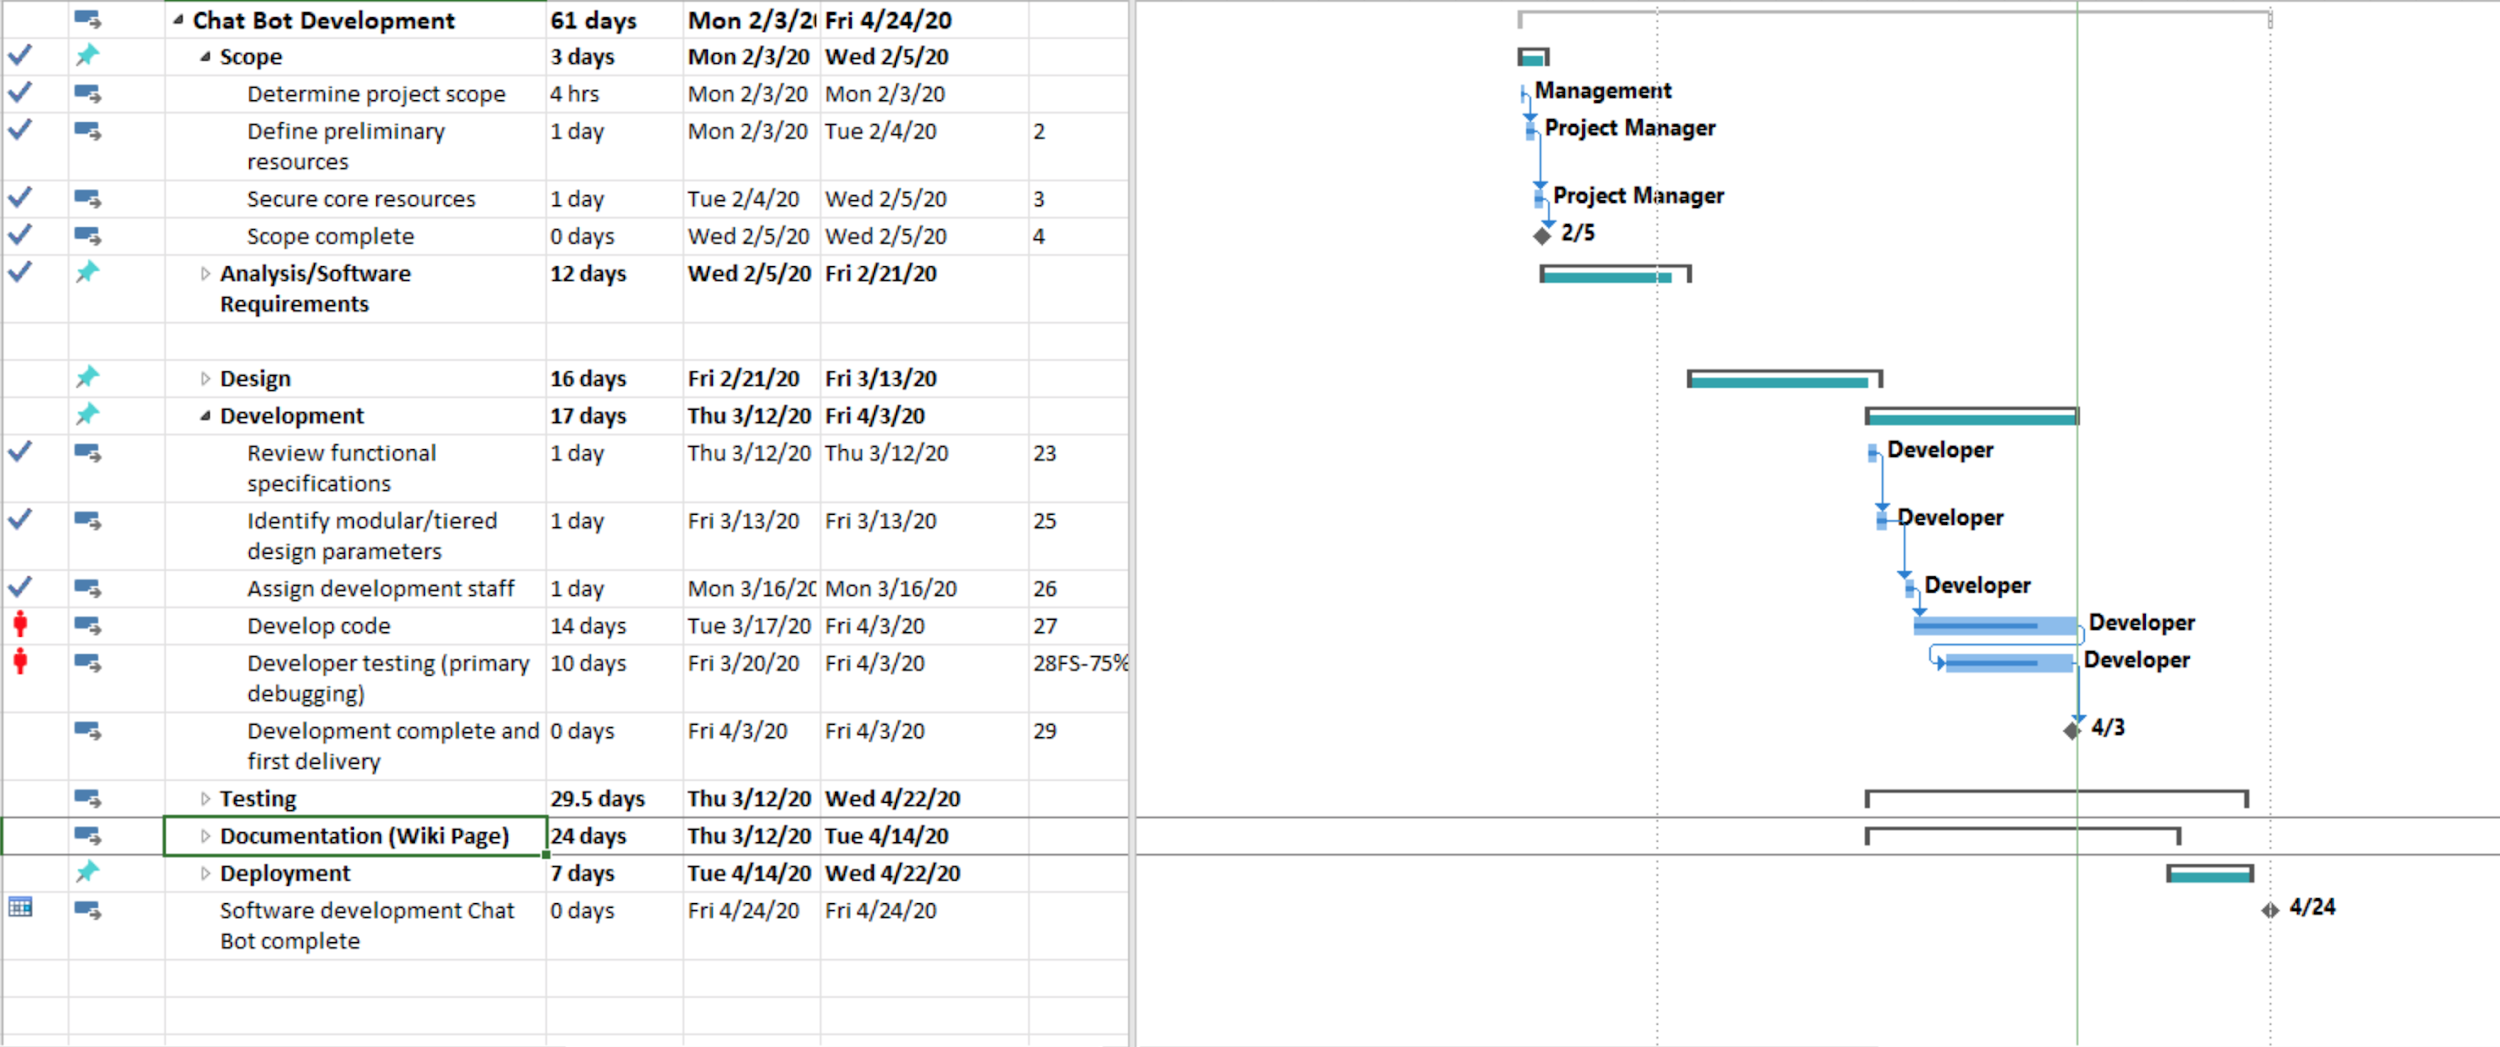 Chat Bot Development 61 days Mon 2/3/20 Fri 4/24/20
Scope 3 days Mon 2/3/20 Wed 2/5/20
Determine project scope 4 hrs Mon 2/3/20 Mon 2/3/20 Management
Define preliminary resources 1 day Mon 2/3/20 Tue 2/4/20 2 Project Manager
Secure core resources 1 day Tue 2/4/20 Wed 2/5/20 3 Project Manager
Scope complete 0 days Wed 2/5/20 Wed 2/5/20 4 2/5
Analysis/Software Requirements 12 days Wed 2/5/20 Fri 2/21/20
Design 16 days Fri 2/21/20 Fri 3/13/20
Development 17 days Thu 3/12/20 Fri 4/3/20
Review functional specifications 1 day Thu 3/12/20 Thu 3/12/20 23 Developer
Identify modular/tiered design parameters 1 day Fri 3/13/20 Fri 3/13/20 25 Developer
Assign development staff 1 day Mon 3/16/20 Mon 3/16/20 26 Developer
Develop code 14 days Tue 3/17/20 Fri 4/3/20 27 Developer
Developer testing (primary debugging) 10 days Fri 3/20/20 Fri 4/3/20 28FS-75% Developer
Development complete and first delivery 0 days Fri 4/3/20 Fri 4/3/20 29 4/3
Testing 29.5 days Thu 3/12/20 Wed 4/22/20
Documentation (Wiki Page) 24 days Thu 3/12/20 Tue 4/14/20
Deployment 7 days Tue 4/14/20 Wed 4/22/20
Software development Chat Bot complete 0 days Fri 4/24/20 Fri 4/24/20 4/24